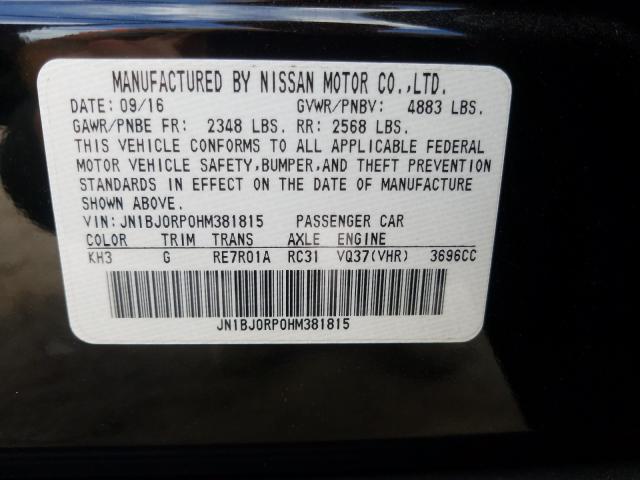 MANUFACTURED BY NISSAN MOTOR CO.,LTD.
DATE: 09/16 GVWR/PNBV: 4883 LBS.
GAWR/PNBE FR: 2348 LBS. RR: 2568 LBS.
THIS VEHICLE CONFORMS TO ALL APPLICABLE FEDERAL
MOTOR VEHICLE SAFETY,BUMPER,AND THEFT PREVENTION
STANDARDS IN EFFECT ON THE DATE OF MANUFACTURE
SHOWN ABOVE.
VIN: JN1BJ0RP0HM381815 PASSENGER CAR
COLOR TRIM TRANS AXLE ENGINE
KH3 G RE7R01A RC31 VQ37(VHR) 3696CC
JN1BJ0RP0HM381815